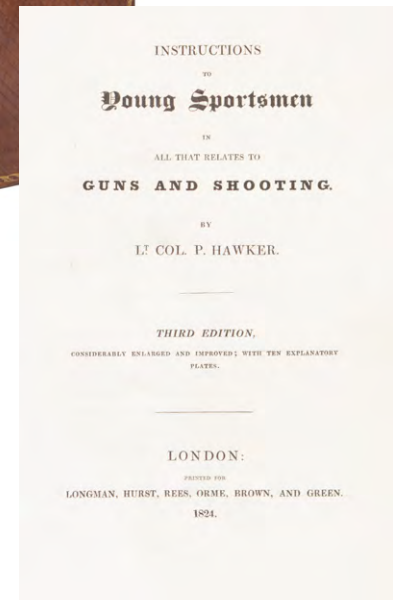 INSTRUCTIONS
TO
Young Sportsmen
IN
ALL THAT RELATES TO
GUNS AND SHOOTING.
BY
LT COL. P. HAWKER.
THIRD EDITION,
CONSIDERABLY ENLARGED AND IMPROVED; WITH TEN EXPLANATORY
PLATES.
LONDON:
PRINTED FOR
LONGMAN, HURST, REES, ORME, BROWN, AND GREEN.
1824.